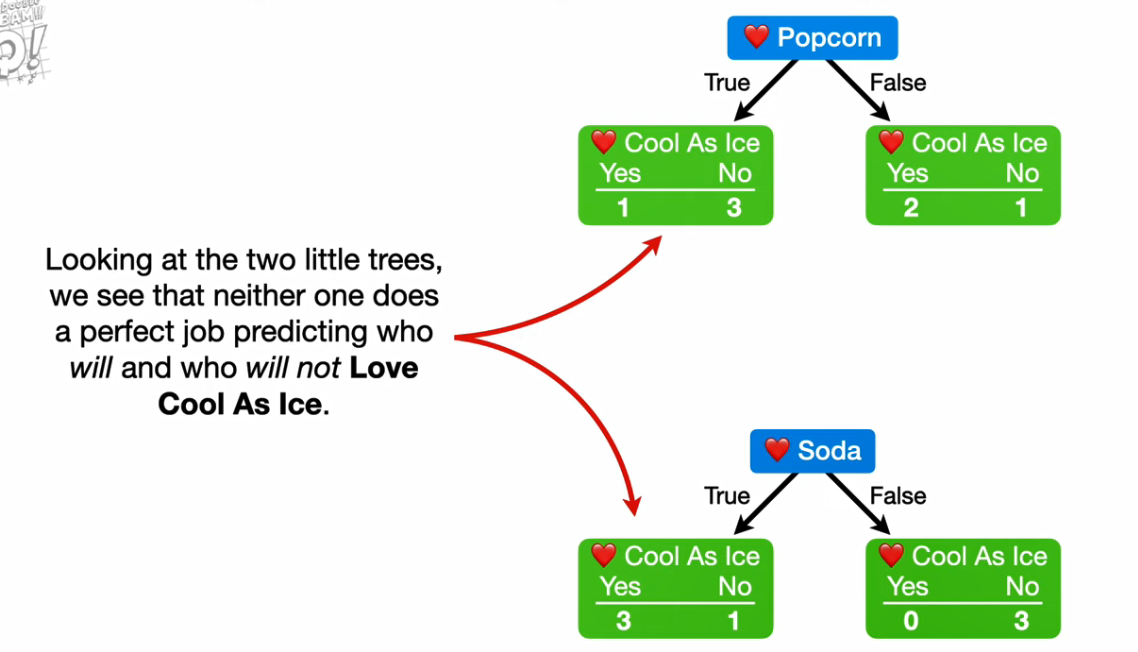 BAM!!!
❤️ Popcorn
True False
❤️ Cool As Ice
Yes No
1 3
❤️ Cool As Ice
Yes No
2 1
Looking at the two little trees,
we see that neither one does
a perfect job predicting who
will and who will not Love
Cool As Ice.
❤️ Soda
True False
❤️ Cool As Ice
Yes No
3 1
❤️ Cool As Ice
Yes No
0 3